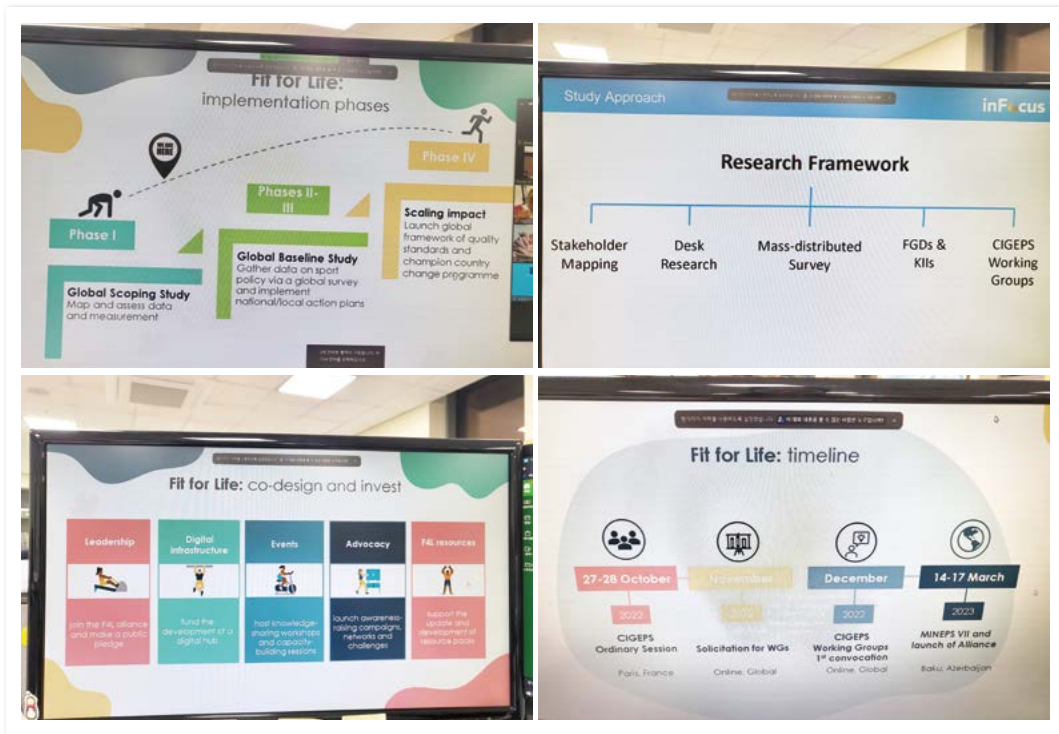 Fit for Life:
implementation phases
WE ARE
HERE
Phase IV
Phases II-
III
Phase I
Scaling impact
Launch global
framework of quality
standards and
champion country
change programme
Global Baseline Study
Gather data on sport
policy via a global survey
and implement
national/local action plans
Global Scoping Study
Map and assess data
and measurement
Study Approach
inFocus
Research Framework
Stakeholder
Mapping
Desk
Research
Mass-distributed
Survey
FGDs &
KIIs
CIGEPS
Working
Groups
Fit for Life: co-design and invest
Leadership
join the F4L alliance
and make a public
pledge
Digital
infrastructure
fund the
development of a
digital hub
Events
host knowledge-
sharing workshops
and capacity-
building sessions
Advocacy
launch awareness-
raising campaigns,
networks and
challenges
F4L resources
support the
update and
development of
resource packs
Fit for Life: timeline
27-28 October
2022
CIGEPS
Ordinary Session
Paris, France
November
2022
Solicitation for WGs
Online, Global
December
2022
CIGEPS
Working Groups
1st convocation
Online, Global
14-17 March
2023
MINEPS VII and
launch of Alliance
Baku, Azerbaijan